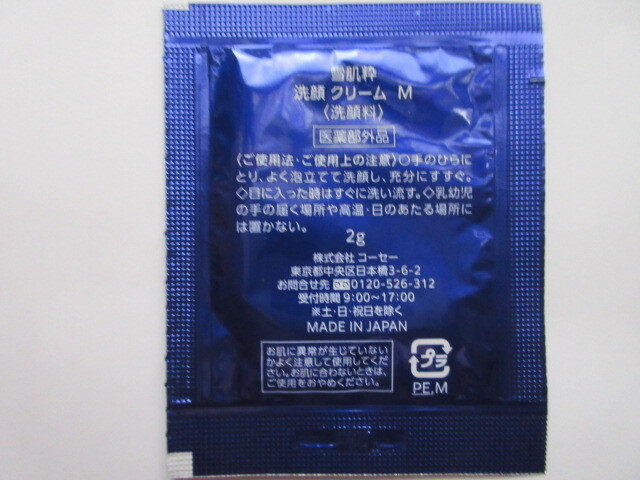 雪肌粋
洗顔 クリーム M
〈洗顔料〉
医薬部外品
〈ご使用法・ご使用上の注意〉○手のひらに
とり、よく泡立てて洗顔し、充分にすすぐ。
◇目に入った時はすぐに洗い流す。◇乳幼児
の手の届く場所や高温・日のあたる場所に
は置かない。
2g
株式会社 コーセー
東京都中央区日本橋3-6-2
お問合せ先 0120-526-312
受付時間 9:00~17:00
※土・日・祝日を除く
MADE IN JAPAN
お肌に異常が生じていない
かよく注意して使用してくだ
さい。お肌に合わないときは、
ご使用をおやめください。
プラ
PE,M